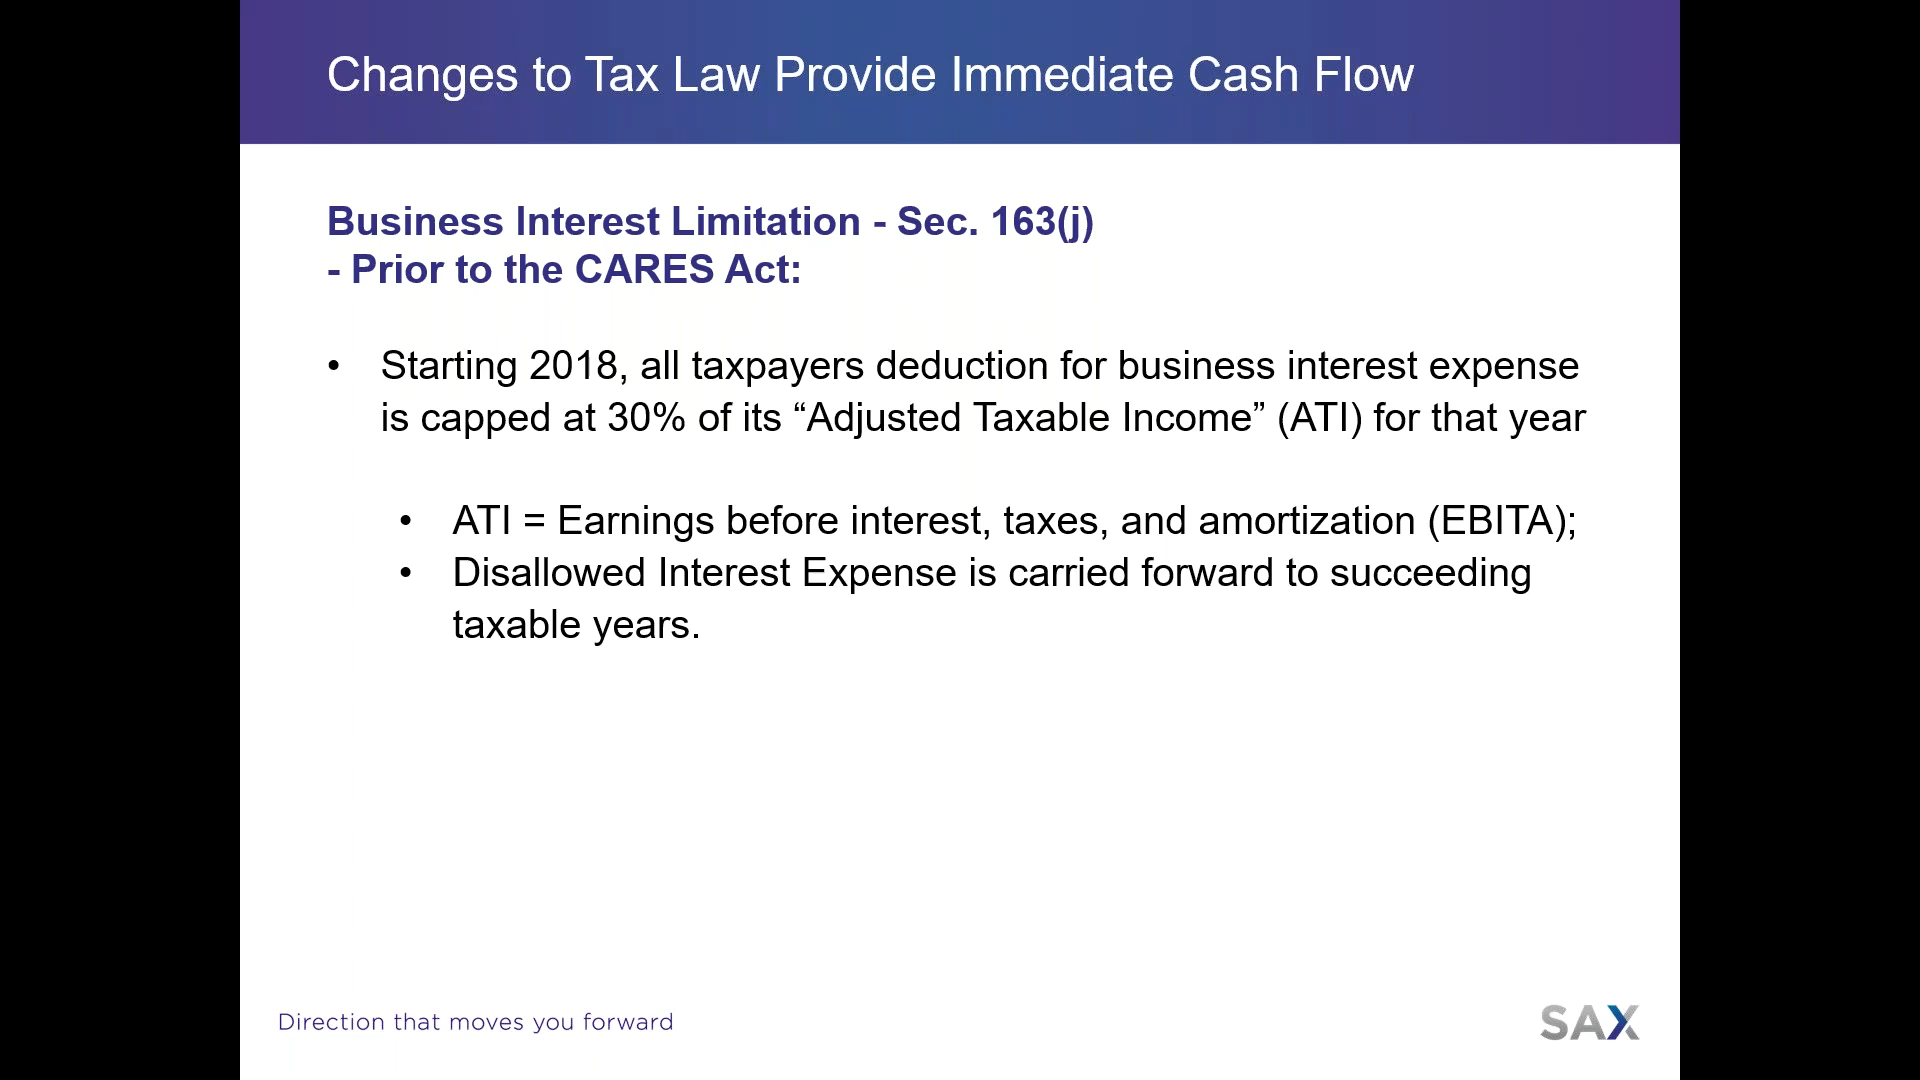 Changes to Tax Law Provide Immediate Cash Flow
Business Interest Limitation - Sec. 163(j)
- Prior to the CARES Act:
• Starting 2018, all taxpayers deduction for business interest expense
is capped at 30% of its “Adjusted Taxable Income” (ATI) for that year
• ATI = Earnings before interest, taxes, and amortization (EBITA);
• Disallowed Interest Expense is carried forward to succeeding
taxable years.
Direction that moves you forward
SAX